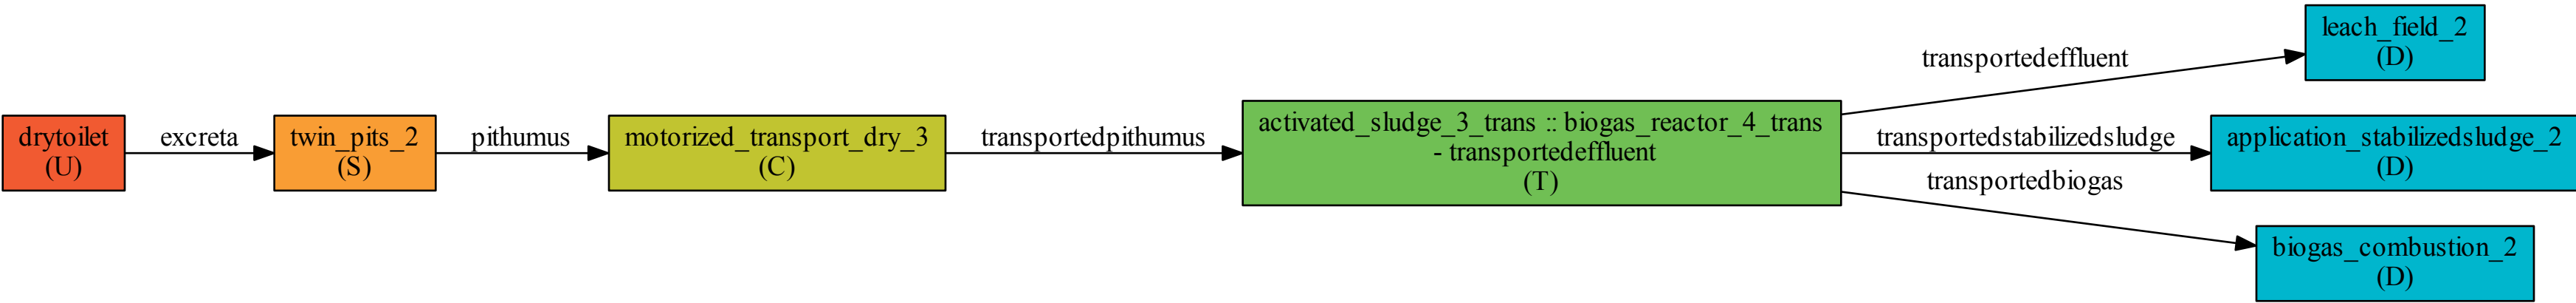 drytoilet
(U)
excreta
twin_pits_2
(S)
pithumus
motorized_transport_dry_3
(C)
transportedpithumus
activated_sludge_3_trans :: biogas_reactor_4_trans
- transportedeffluent
(T)
transportedeffluent
leach_field_2
(D)
transportedstabilizedsludge
application_stabilizedsludge_2
(D)
transportedbiogas
biogas_combustion_2
(D)